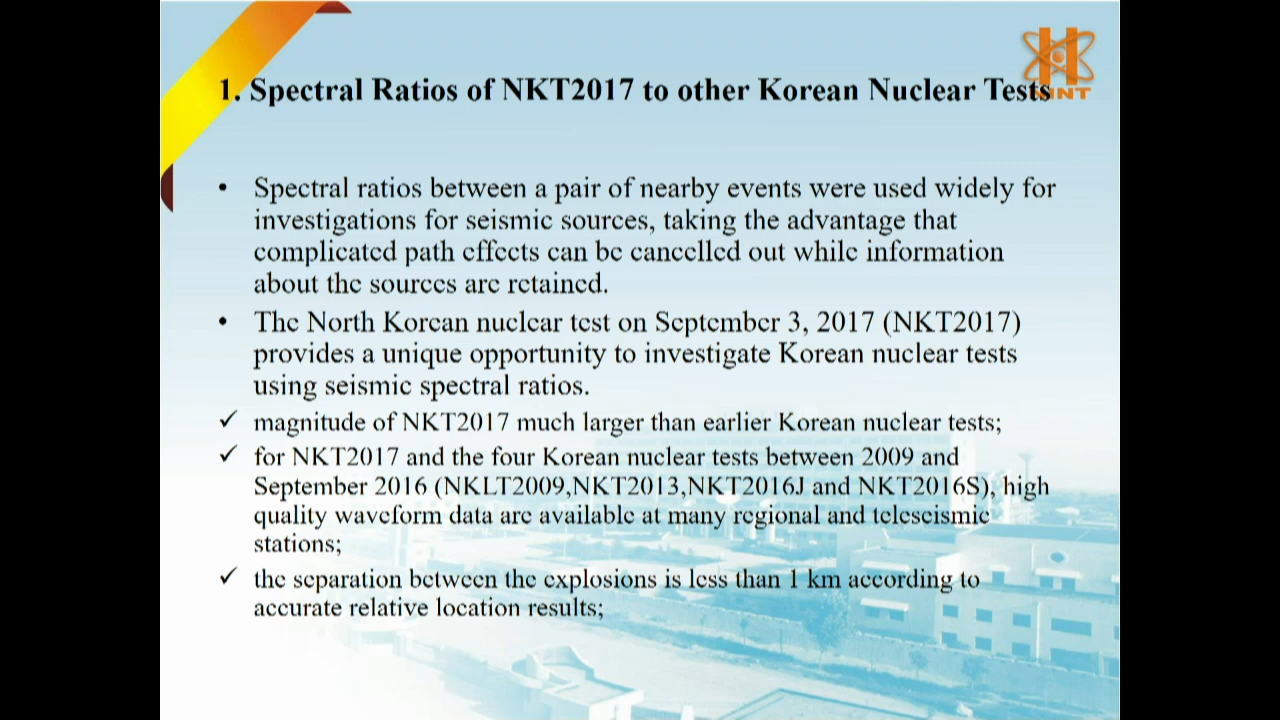 1. Spectral Ratios of NKT2017 to other Korean Nuclear Tests
• Spectral ratios between a pair of nearby events were used widely for
investigations for seismic sources, taking the advantage that
complicated path effects can be cancelled out while information
about the sources are retained.
• The North Korean nuclear test on September 3, 2017 (NKT2017)
provides a unique opportunity to investigate Korean nuclear tests
using seismic spectral ratios.
✓ magnitude of NKT2017 much larger than earlier Korean nuclear tests;
✓ for NKT2017 and the four Korean nuclear tests between 2009 and
September 2016 (NKLT2009,NKT2013,NKT2016J and NKT2016S), high
quality waveform data are available at many regional and teleseismic
stations;
✓ the separation between the explosions is less than 1 km according to
accurate relative location results;